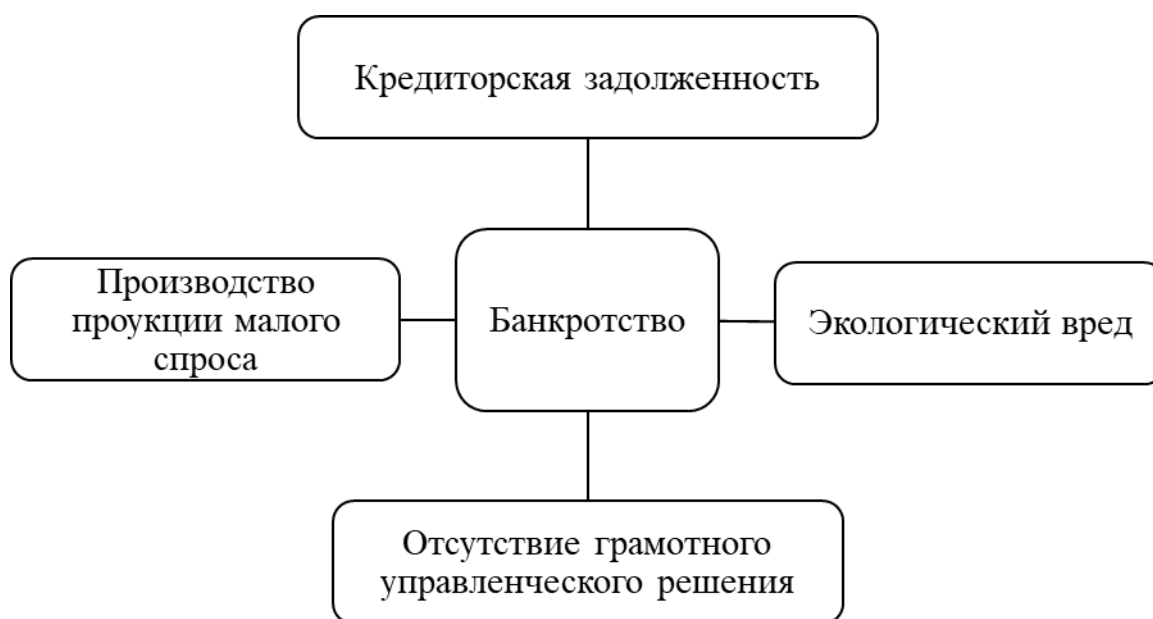 Кредиторская задолженность
Производство
проукции малого
спроса
Банкротство
Экологический вред
Отсутствие грамотного
управленческого решения